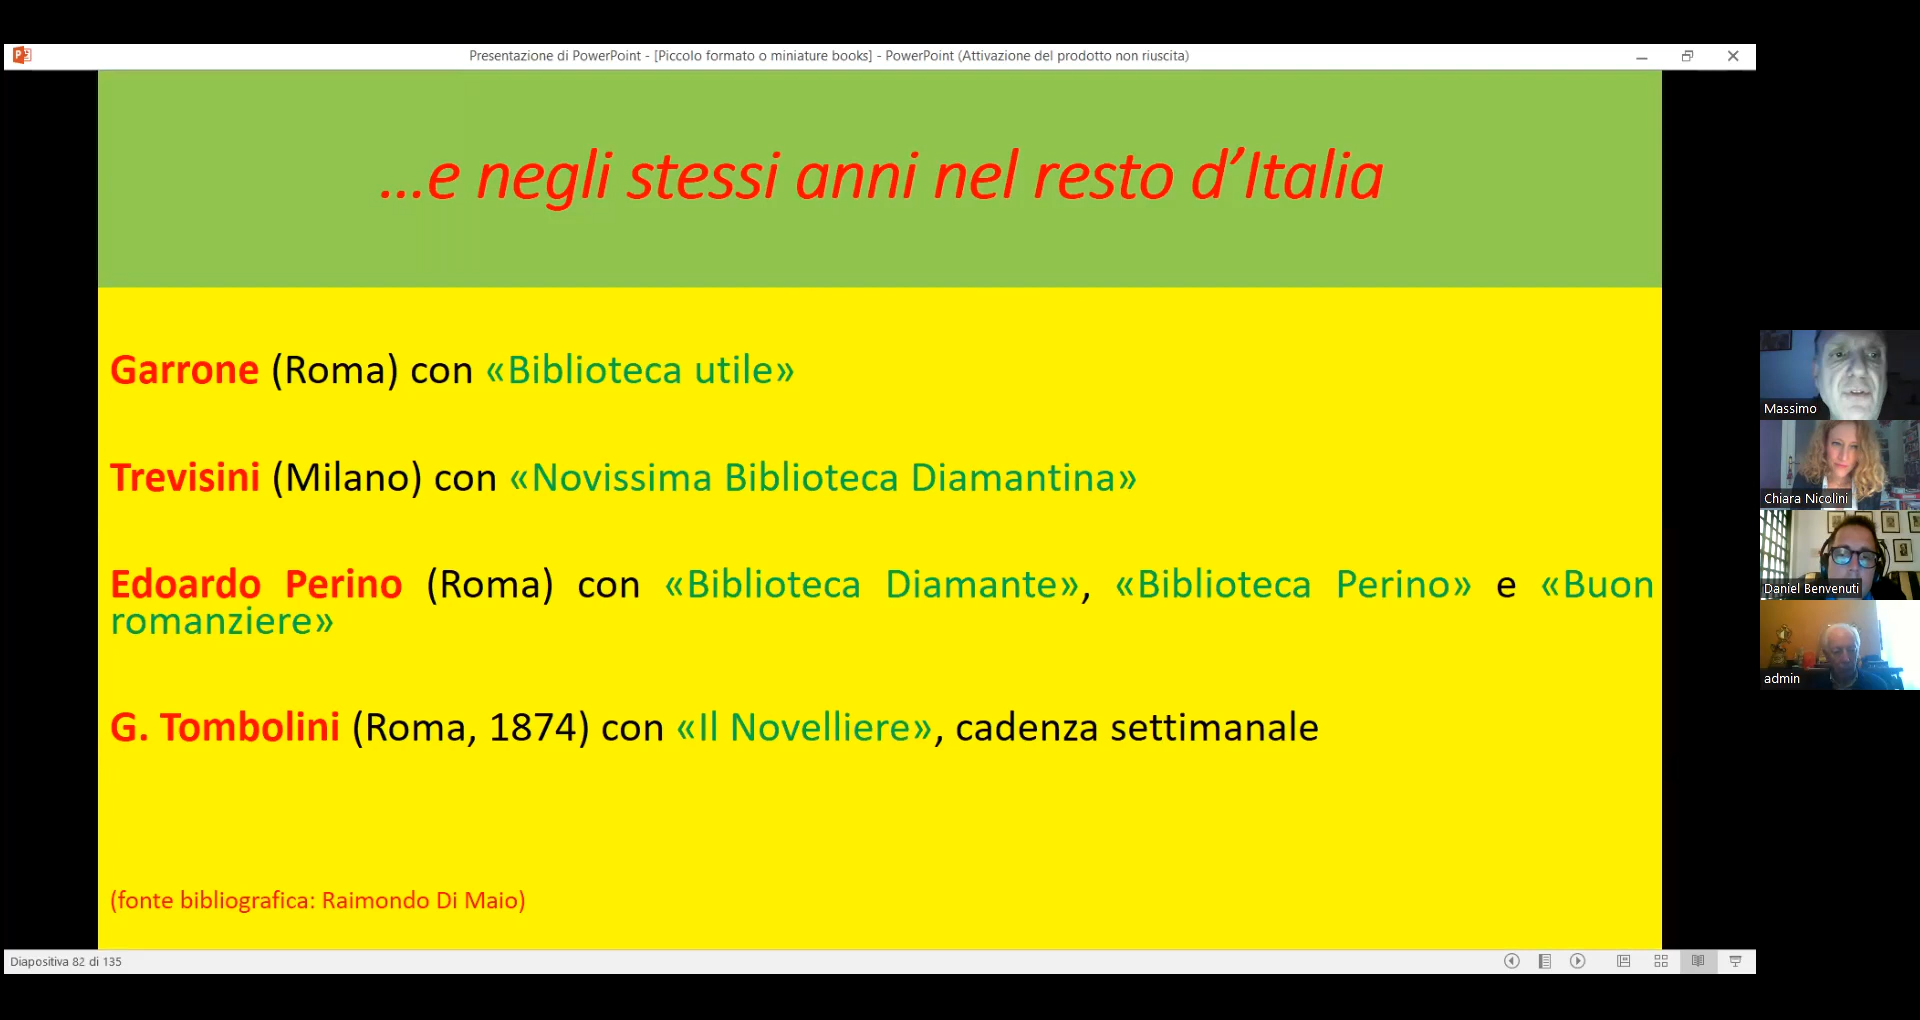 Presentazione di PowerPoint - [Piccolo formato o miniature books] - PowerPoint (Attivazione del prodotto non riuscita)
...e negli stessi anni nel resto d’Italia
Garrone (Roma) con «Biblioteca utile»
Trevisini (Milano) con «Novissima Biblioteca Diamantina»
Edoardo Perino (Roma) con «Biblioteca Diamante», «Biblioteca Perino» e «Buon
romanziere»
G. Tombolini (Roma, 1874) con «Il Novelliere», cadenza settimanale
(fonte bibliografica: Raimondo Di Maio)
Diapositiva 82 di 135
Massimo
Chiara Nicolini
Daniel Benvenuti
admin